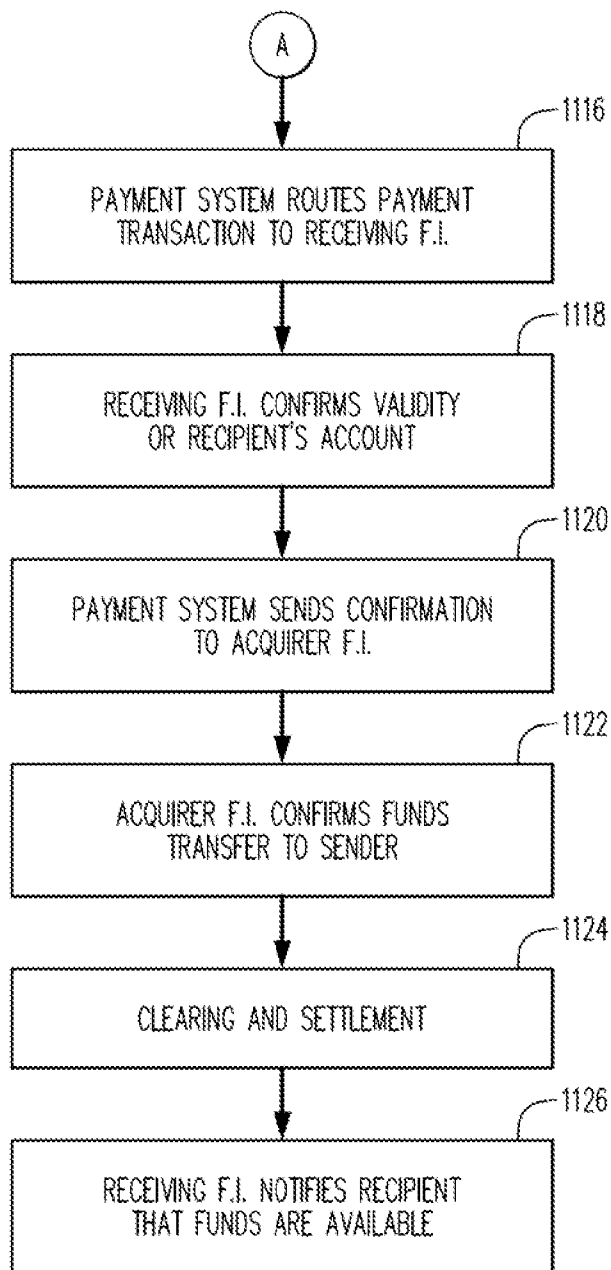 A
1116
PAYMENT SYSTEM ROUTES PAYMENT
TRANSACTION TO RECEIVING F.I.
1118
RECEIVING F.I. CONFIRMS VALIDITY
OR RECIPIENT'S ACCOUNT
1120
PAYMENT SYSTEM SENDS CONFIRMATION
TO ACQUIRER F.I.
1122
ACQUIRER F.I. CONFIRMS FUNDS
TRANSFER TO SENDER
1124
CLEARING AND SETTLEMENT
1126
RECEIVING F.I. NOTIFIES RECIPIENT
THAT FUNDS ARE AVAILABLE